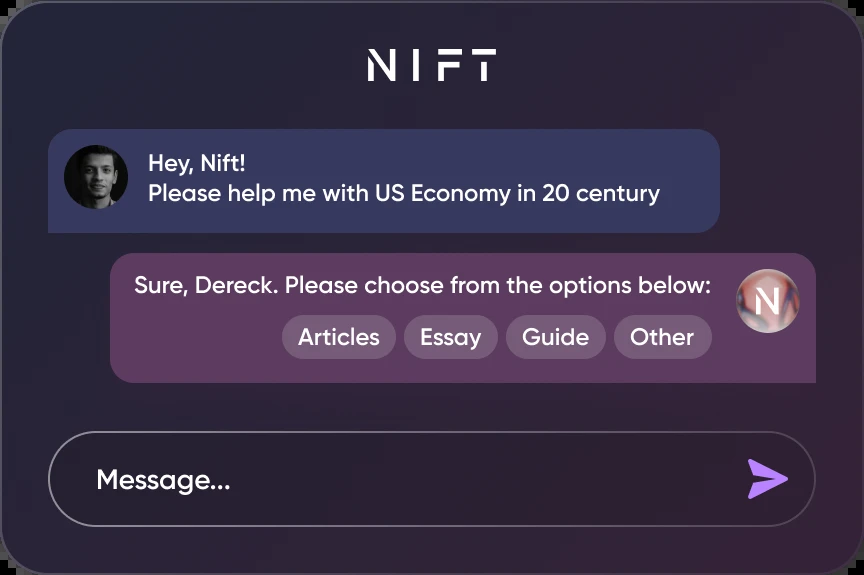 NIFT
Hey, Nift!
Please help me with US Economy in 20 century
Sure, Dereck. Please choose from the options below:
N
Articles Essay Guide Other
Message...